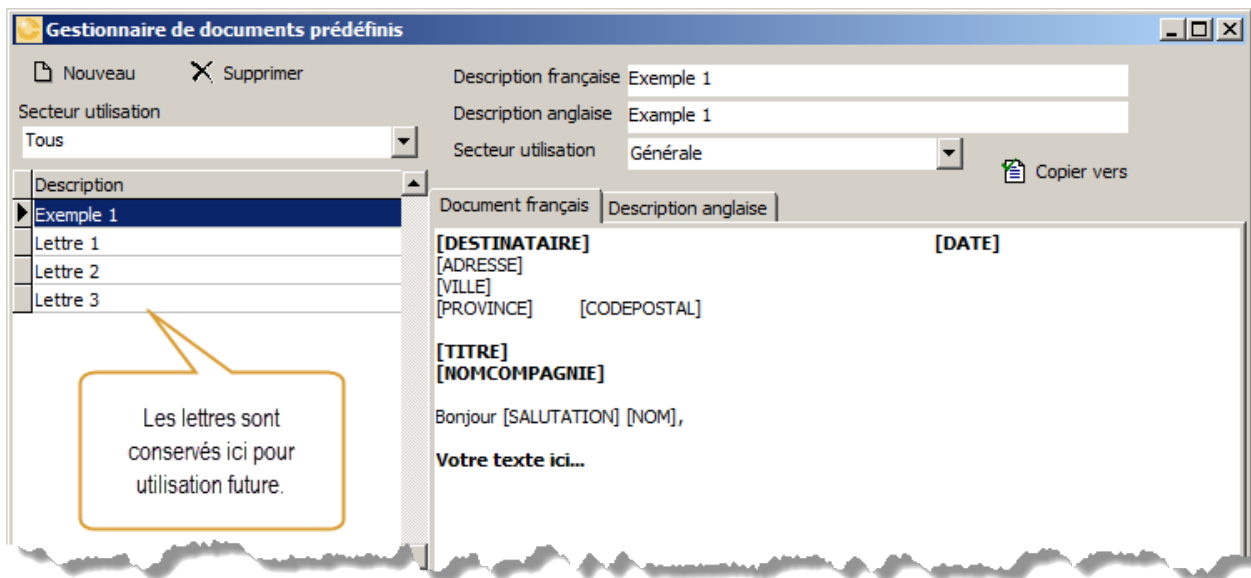 Gestionnaire de documents prédéfinis
Nouveau Supprimer
Secteur utilisation
Tous
Description
Exemple 1
Lettre 1
Lettre 2
Lettre 3
Les lettres sont
conservés ici pour
utilisation future.
Description française Exemple 1
Description anglaise Example 1
Secteur utilisation Générale
Copier vers
Document français Description anglaise
[DESTINATAIRE] [DATE]
[ADRESSE]
[VILLE]
[PROVINCE] [CODEPOSTAL]
[TITRE]
[NOMCOMPAGNIE]
Bonjour [SALUTATION] [NOM],
Votre texte ici...